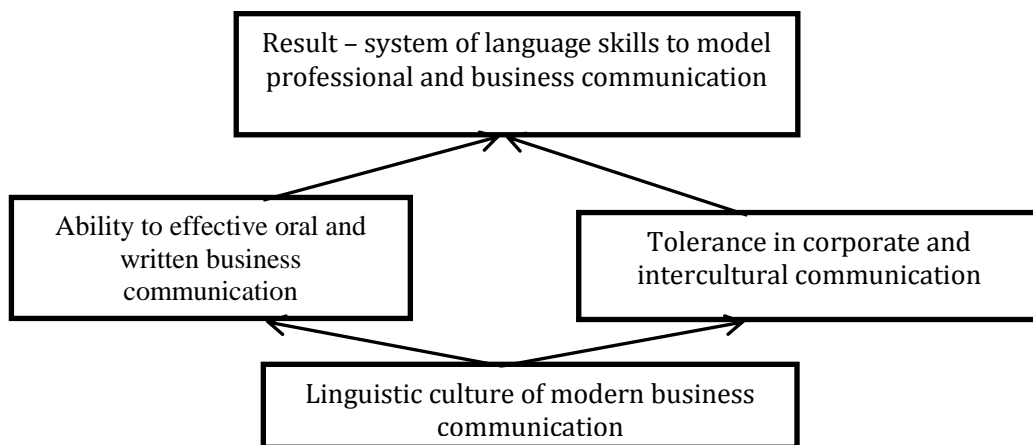 Result – system of language skills to model
professional and business communication
Ability to effective oral and
written business
communication
Tolerance in corporate and
intercultural communication
Linguistic culture of modern business
communication